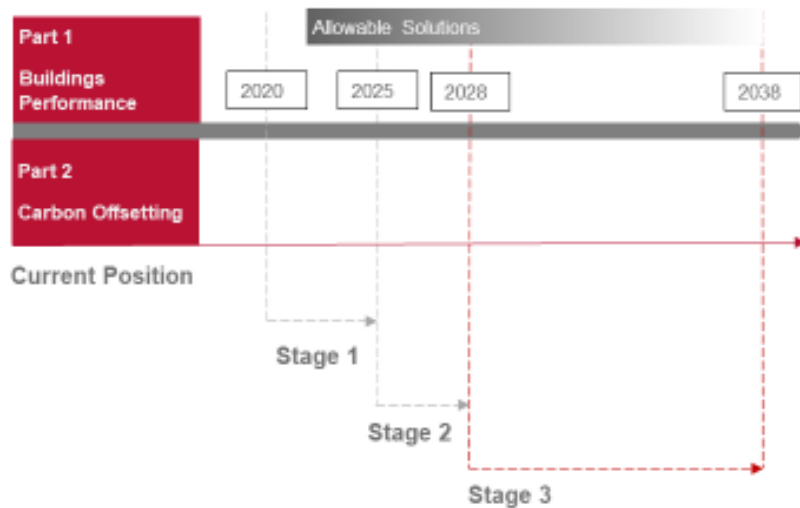 Part 1
Allowable Solutions
Buildings
Performance
2020
2025
2028
2038
Part 2
Carbon Offsetting
Current Position
Stage 1
Stage 2
Stage 3